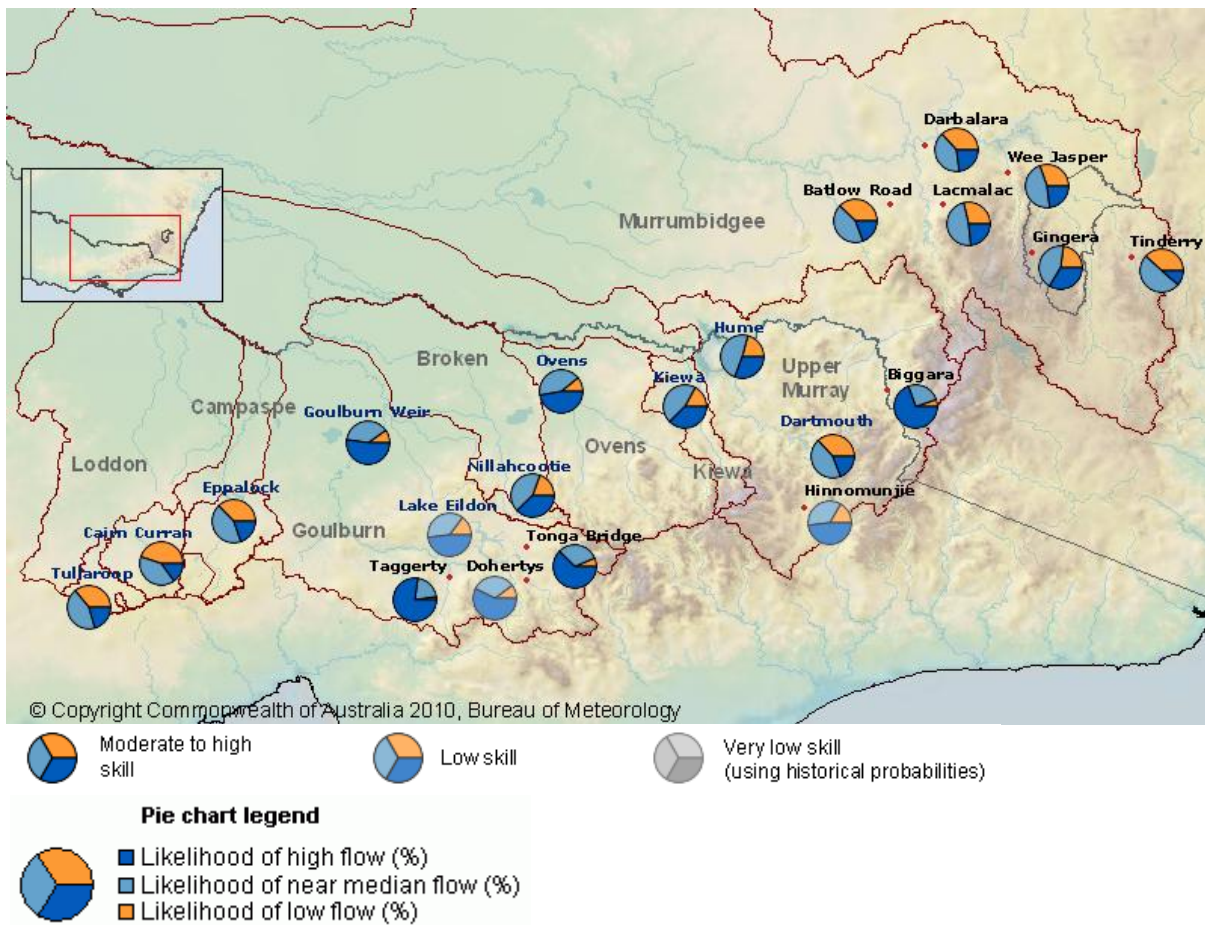 Darbalara
Wee Jasper
Batlow Road
Lacmalac
Murrumbidgee
Gingera
Tinderry
Hume
Broken
Ovens
Upper
Murray
Kiewa
Biggara
Campaspe
Goulburn Weir
Dartmouth
Ovens
Loddon
Nillahcootie
Kiewa
Eppalock
Hinnomunjie
Lake Eildon
Goulburn
Cairn Curran
Tonga Bridge
Taggerty
Dohertys
Tullaroop
© Copyright Commonwealth of Australia 2010, Bureau of Meteorology
Moderate to high
skill
Low skill
Very low skill
(using historical probabilities)
Pie chart legend
Likelihood of high flow (%)
Likelihood of near median flow (%)
Likelihood of low flow (%)